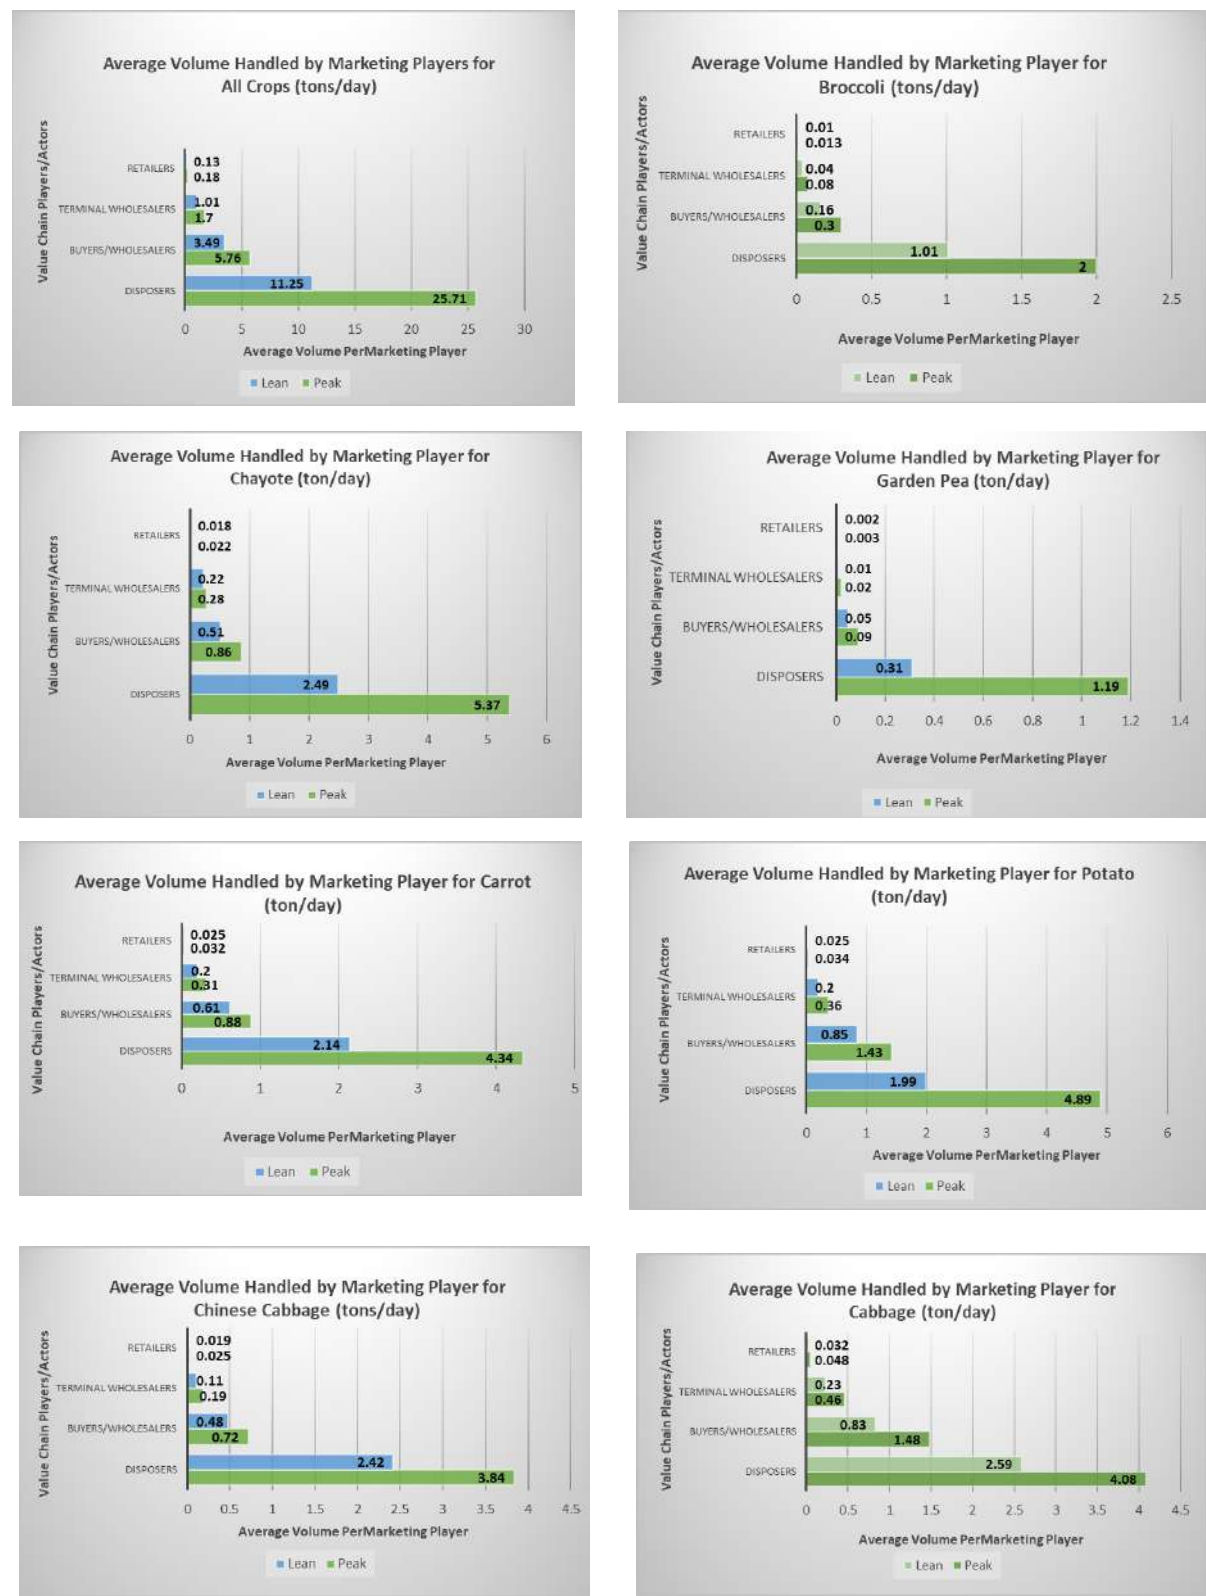 Average Volume Handled by Marketing Players for
All Crops (tons/day)
Value Chain Players/Actors
RETAILERS
0.13
0.18
TERMINAL WHOLESALERS
1.01
1.7
BUYERS/WHOLESALERS
3.49
5.76
DISPOSERS
11.25
25.71
0 5 10 15 20 25 30
Average Volume PerMarketing Player
Lean Peak
Average Volume Handled by Marketing Player for
Broccoli (tons/day)
Value Chain Players/Actors
RETAILERS
0.01
0.013
TERMINAL WHOLESALERS
0.04
0.08
BUYERS/WHOLESALERS
0.16
0.3
DISPOSERS
1.01
2
0 0.5 1 1.5 2 2.5
Average Volume PerMarketing Player
Lean Peak
Average Volume Handled by Marketing Player for
Chayote (ton/day)
Value Chain Players/Actors
RETAILERS
0.018
0.022
TERMINAL WHOLESALERS
0.22
0.28
BUYERS/WHOLESALERS
0.51
0.86
DISPOSERS
2.49
5.37
0 1 2 3 4 5 6
Average Volume PerMarketing Player
Lean Peak
Average Volume Handled by Marketing Player for
Garden Pea (ton/day)
Value Chain Players/Actors
RETAILERS
0.002
0.003
TERMINAL WHOLESALERS
0.01
0.02
BUYERS/WHOLESALERS
0.05
0.09
DISPOSERS
0.31
1.19
0 0.2 0.4 0.6 0.8 1 1.2 1.4
Average Volume PerMarketing Player
Lean Peak
Average Volume Handled by Marketing Player for Carrot
(ton/day)
Value Chain Players/Actors
RETAILERS
0.025
0.032
TERMINAL WHOLESALERS
0.2
0.31
BUYERS/WHOLESALERS
0.61
0.88
DISPOSERS
2.14
4.34
0 1 2 3 4 5
Average Volume PerMarketing Player
Lean Peak
Average Volume Handled by Marketing Player for Potato
(ton/day)
Value Chain Players/Actors
RETAILERS
0.025
0.034
TERMINAL WHOLESALERS
0.2
0.36
BUYERS/WHOLESALERS
0.85
1.43
DISPOSERS
1.99
4.89
0 1 2 3 4 5 6
Average Volume PerMarketing Player
Lean Peak
Average Volume Handled by Marketing Player for
Chinese Cabbage (tons/day)
Value Chain Players/Actors
RETAILERS
0.019
0.025
TERMINAL WHOLESALERS
0.11
0.19
BUYERS/WHOLESALERS
0.48
0.72
DISPOSERS
2.42
3.84
0 0.5 1 1.5 2 2.5 3 3.5 4 4.5
Average Volume PerMarketing Player
Lean Peak
Average Volume Handled by Marketing Player for
Cabbage (ton/day)
Value Chain Players/Actors
RETAILERS
0.032
0.048
TERMINAL WHOLESALERS
0.23
0.46
BUYERS/WHOLESALERS
0.83
1.48
DISPOSERS
2.59
4.08
0 0.5 1 1.5 2 2.5 3 3.5 4 4.5
Average Volume PerMarketing Player
Lean Peak